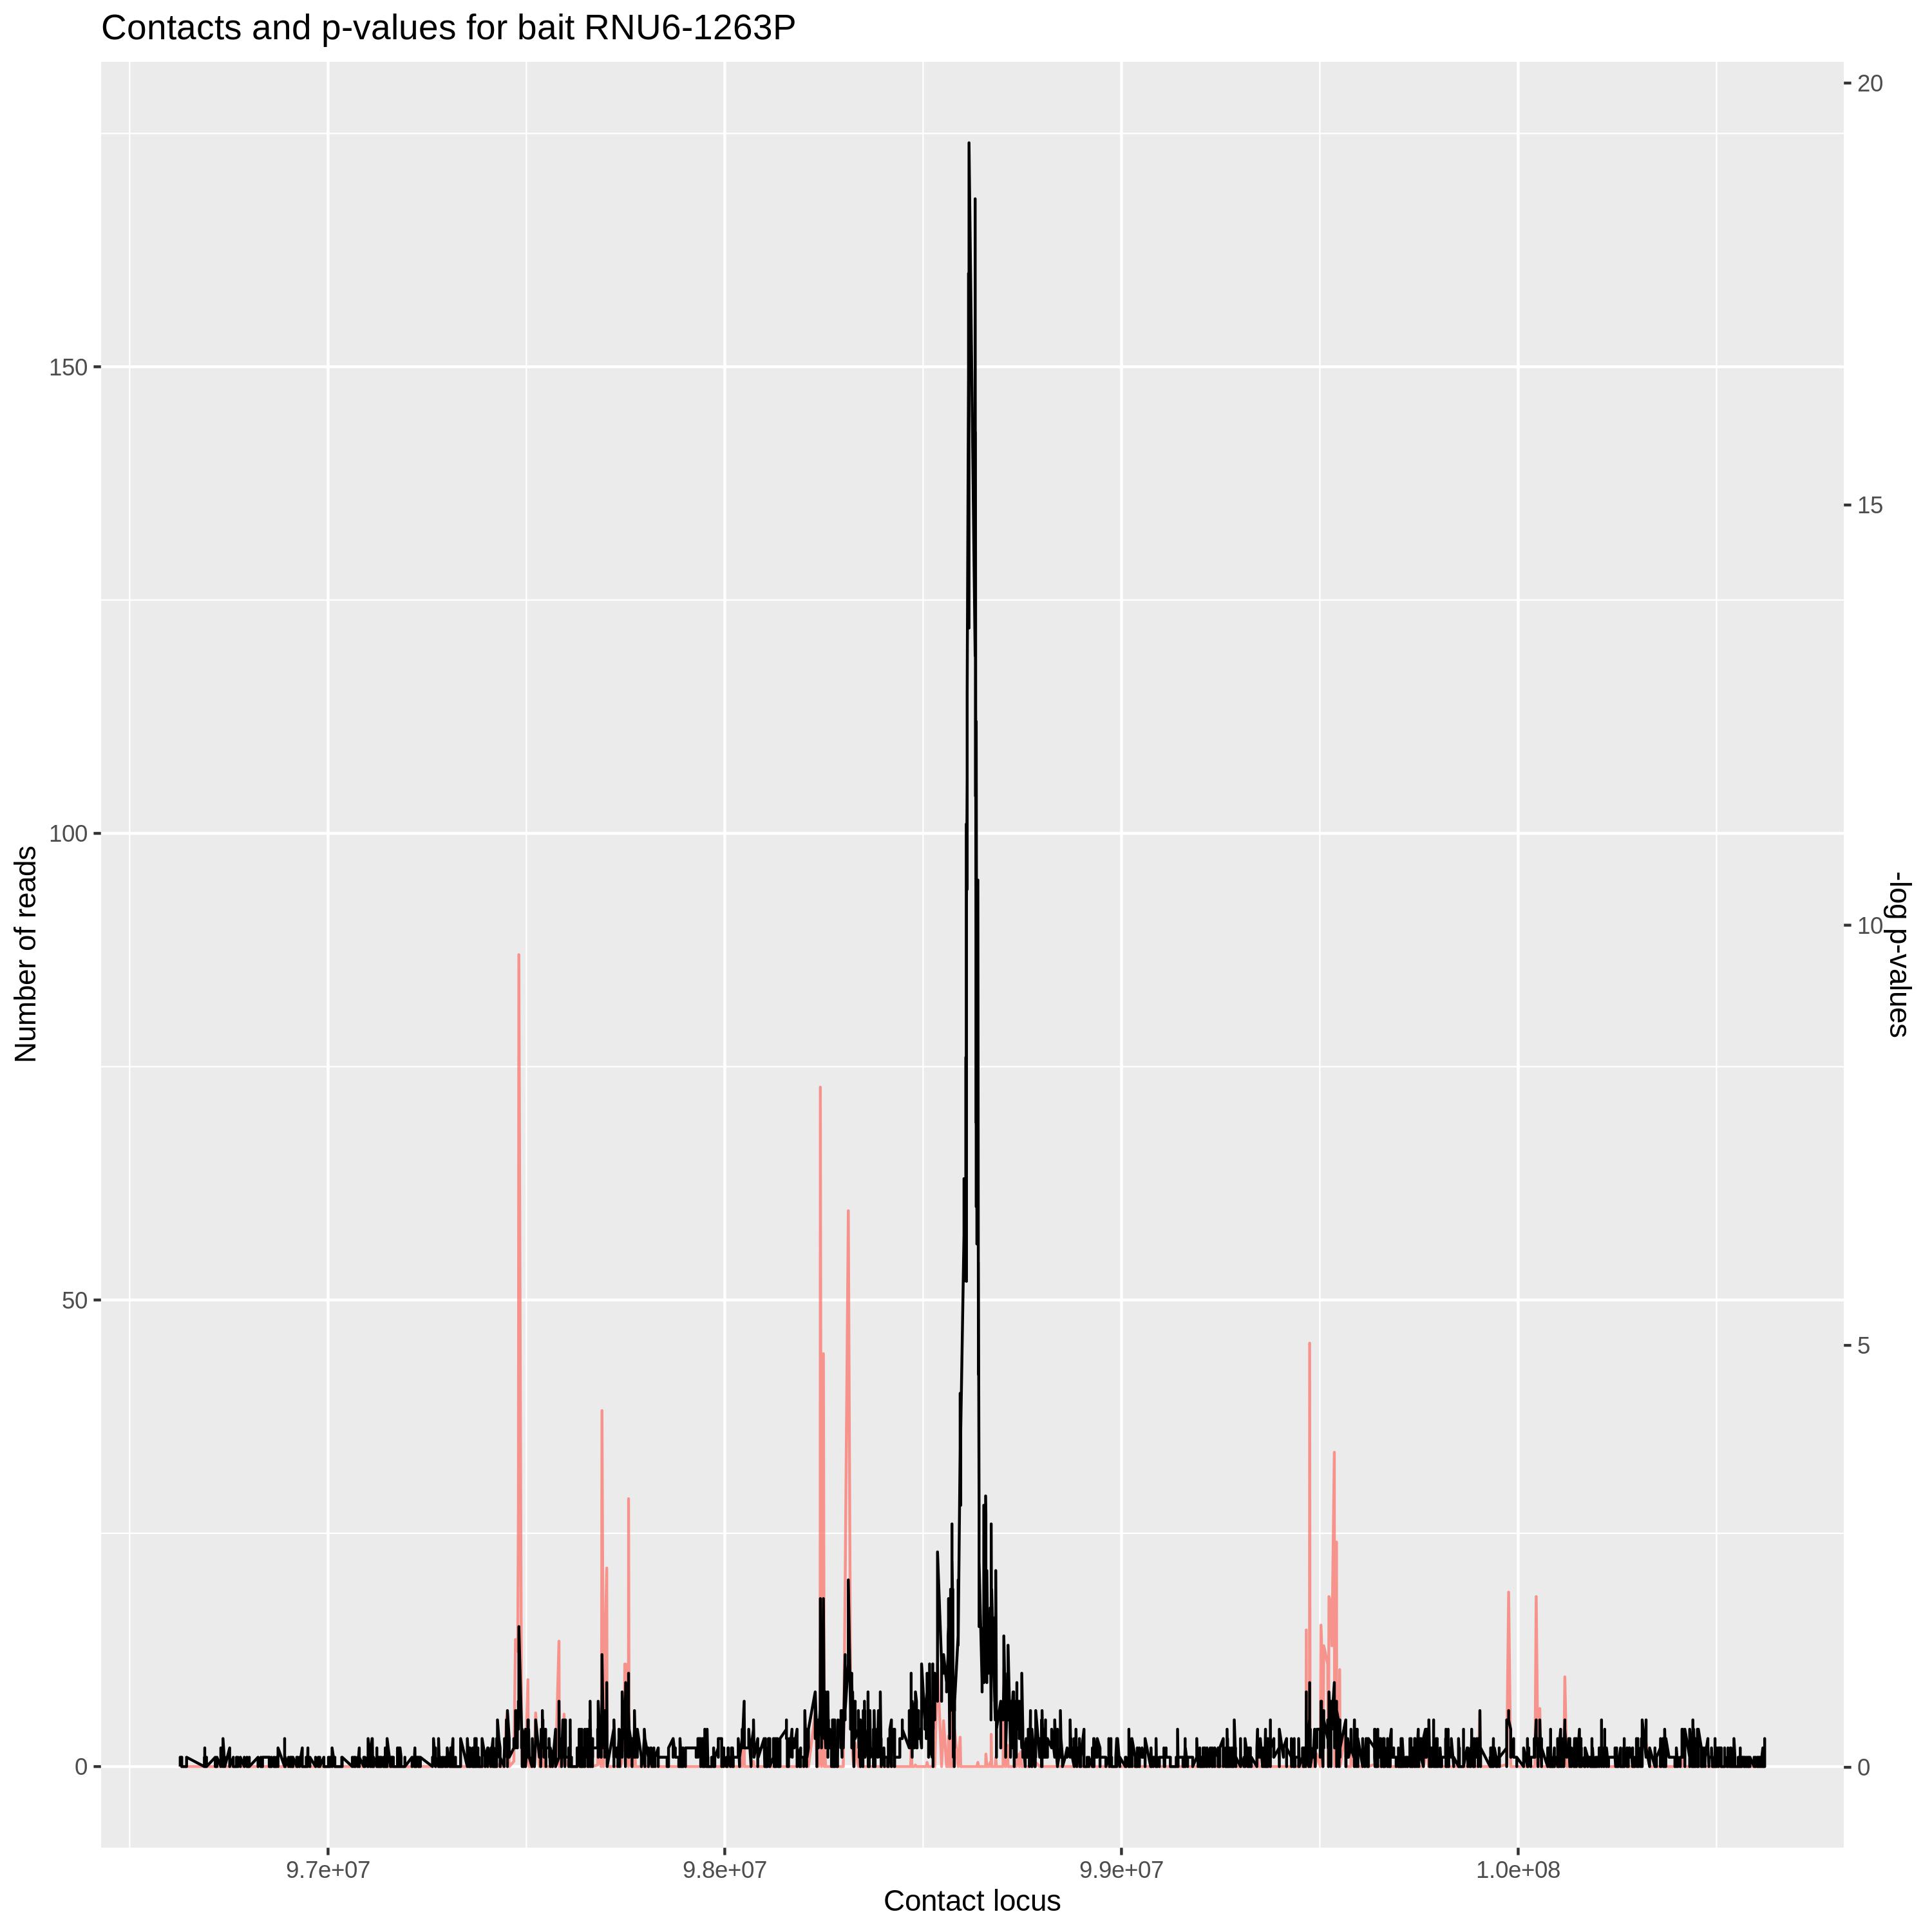 Contacts and p-values for bait RNU6-1263P
20
150
15
100
10
50
5
0
0
Number of reads
-log p-values
9.7e+07
9.8e+07
9.9e+07
1.0e+08
Contact locus